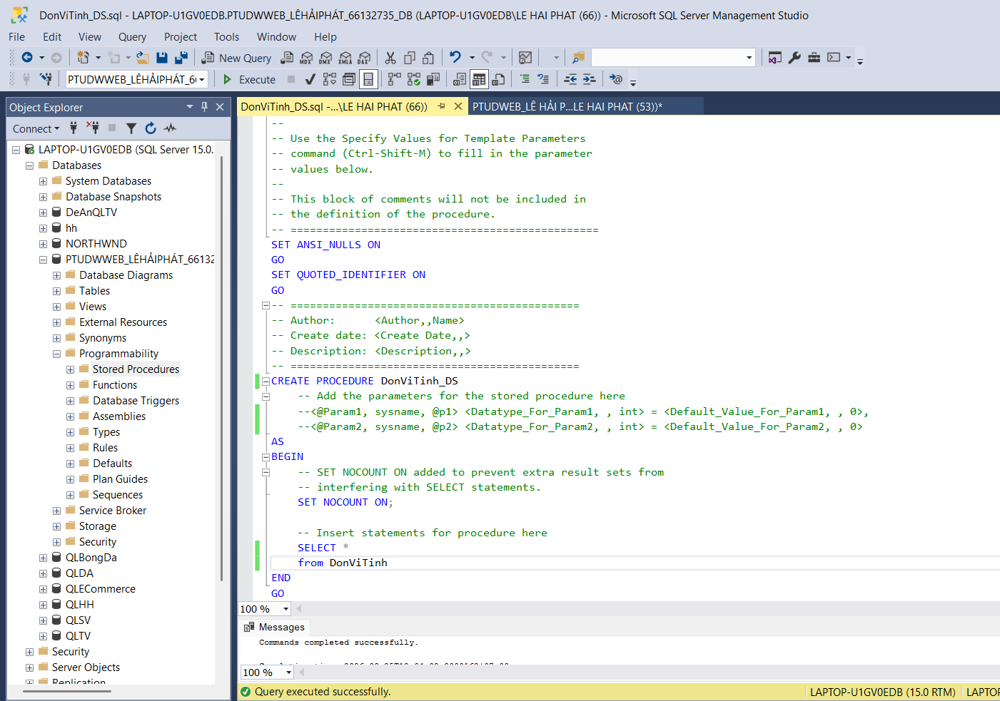 DonViTinh_DS.sql - LAPTOP-U1GV0EDB.PTUDWWEB_LÊHẢIPHÁT_66132735_DB (LAPTOP-U1GV0EDB\LE HAI PHAT (66)) - Microsoft SQL Server Management Studio
File Edit View Query Project Tools Window Help
New Query
MDX DMX XMLA DAX
PTUDWWEB_LÊHẢIPHÁT_6
Execute
Object Explorer
Connect
LAPTOP-U1GV0EDB (SQL Server 15.0.
Databases
System Databases
Database Snapshots
DeAnQLTV
hh
NORTHWND
PTUDWWEB_LÊHẢIPHÁT_66132
Database Diagrams
Tables
Views
External Resources
Synonyms
Programmability
Stored Procedures
Functions
Database Triggers
Assemblies
Types
Rules
Defaults
Plan Guides
Sequences
Service Broker
Storage
Security
QLBongDa
QLDA
QLECommerce
QLHH
QLSV
QLTV
Security
Server Objects
Replication
DonViTinh_DS.sql -...\LE HAI PHAT (66))
PTUDWEB_LÊ HẢI P...LE HAI PHAT (53))*
--
-- Use the Specify Values for Template Parameters
-- command (Ctrl-Shift-M) to fill in the parameter
-- values below.
--
-- This block of comments will not be included in
-- the definition of the procedure.
-- ================================================
SET ANSI_NULLS ON
GO
SET QUOTED_IDENTIFIER ON
GO
-- =============================================
-- Author: <Author,,Name>
-- Create date: <Create Date,,>
-- Description: <Description,,>
-- =============================================
CREATE PROCEDURE DonViTinh_DS
-- Add the parameters for the stored procedure here
--<@Param1, sysname, @p1> <Datatype_For_Param1, , int> = <Default_Value_For_Param1, , 0>,
--<@Param2, sysname, @p2> <Datatype_For_Param2, , int> = <Default_Value_For_Param2, , 0>
AS
BEGIN
-- SET NOCOUNT ON added to prevent extra result sets from
-- interfering with SELECT statements.
SET NOCOUNT ON;
-- Insert statements for procedure here
SELECT *
from DonViTinh
END
GO
100 %
Messages
Commands completed successfully.
100 %
Query executed successfully.
LAPTOP-U1GV0EDB (15.0 RTM)
LAPTOP